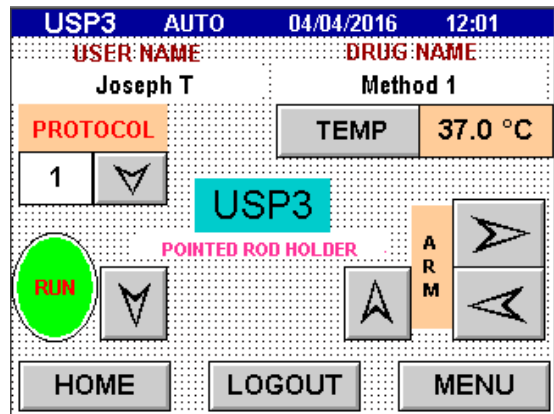 USP3 AUTO 04/04/2016 12:01
USER NAME DRUG NAME
Joseph T Method 1
PROTOCOL TEMP 37.0 °C
1
USP3
POINTED ROD HOLDER
ARM
RUN
HOME LOGOUT MENU